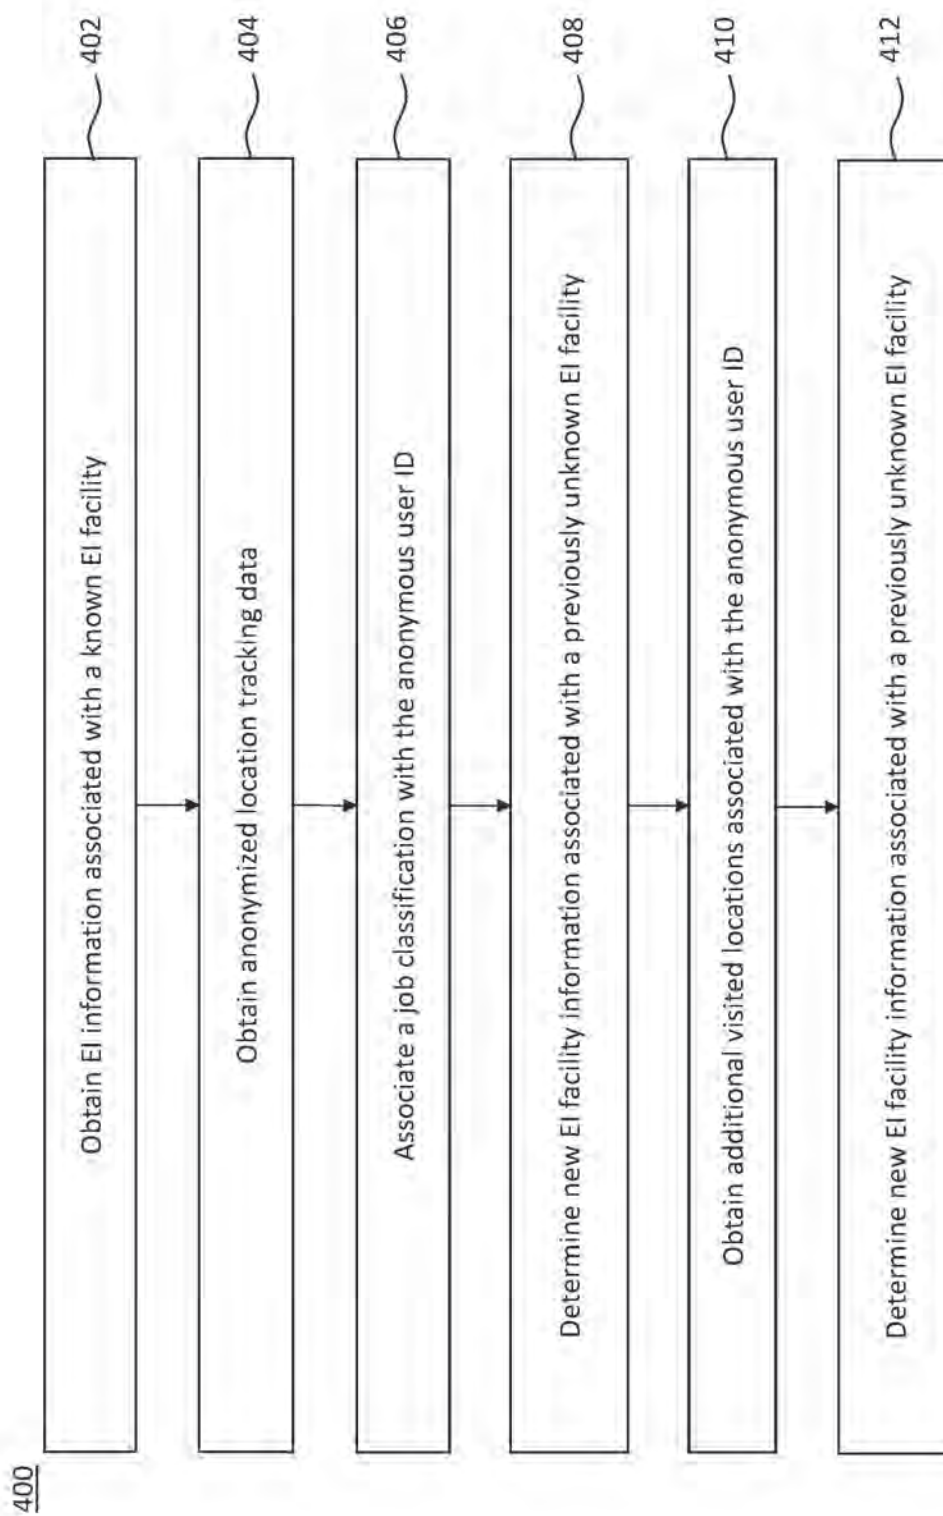 400
Obtain EI information associated with a known EI facility
402
Obtain anonymized location tracking data
404
Associate a job classification with the anonymous user ID
406
Determine new EI facility information associated with a previously unknown EI facility
408
Obtain additional visited locations associated with the anonymous user ID
410
Determine new EI facility information associated with a previously unknown EI facility
412